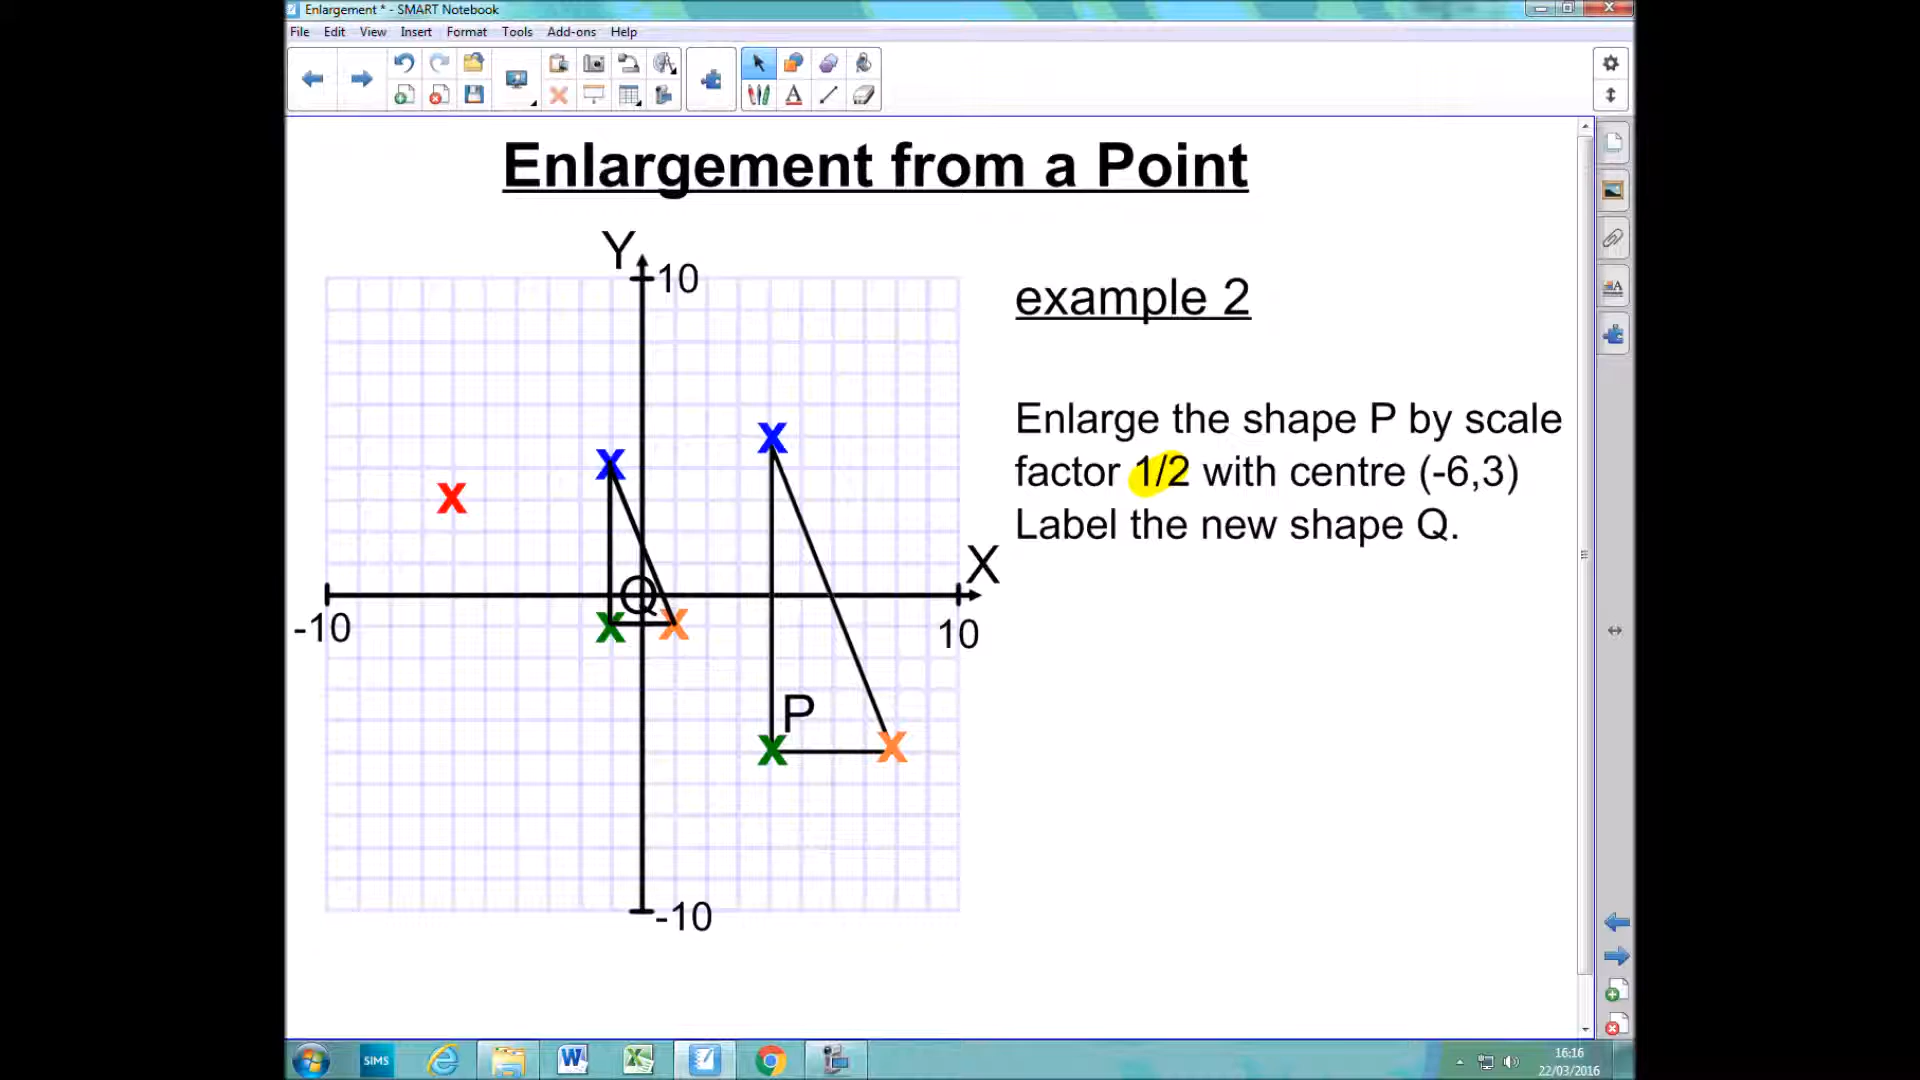 Enlargement * - SMART Notebook
File Edit View Insert Format Tools Add-ons Help
Enlargement from a Point
Y
10
example 2
Enlarge the shape P by scale
factor 1/2 with centre (-6,3)
Label the new shape Q.
X
Q
-10
10
P
-10
SIMS
16:16
22/03/2016